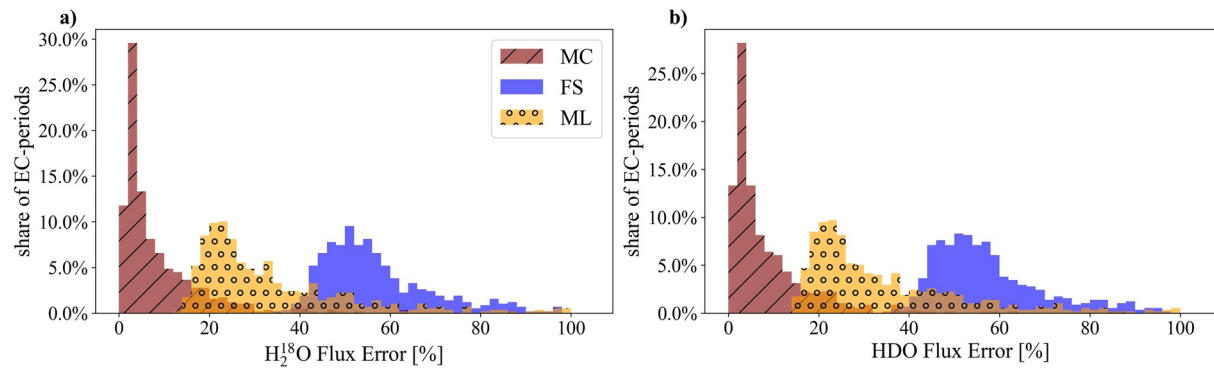 a)
30.0%
25.0%
20.0%
15.0%
10.0%
5.0%
0.0%
share of EC-periods
MC
FS
ML
0 20 40 60 80 100
H₂¹⁸O Flux Error [%]
b)
25.0%
20.0%
15.0%
10.0%
5.0%
0.0%
share of EC-periods
0 20 40 60 80 100
HDO Flux Error [%]